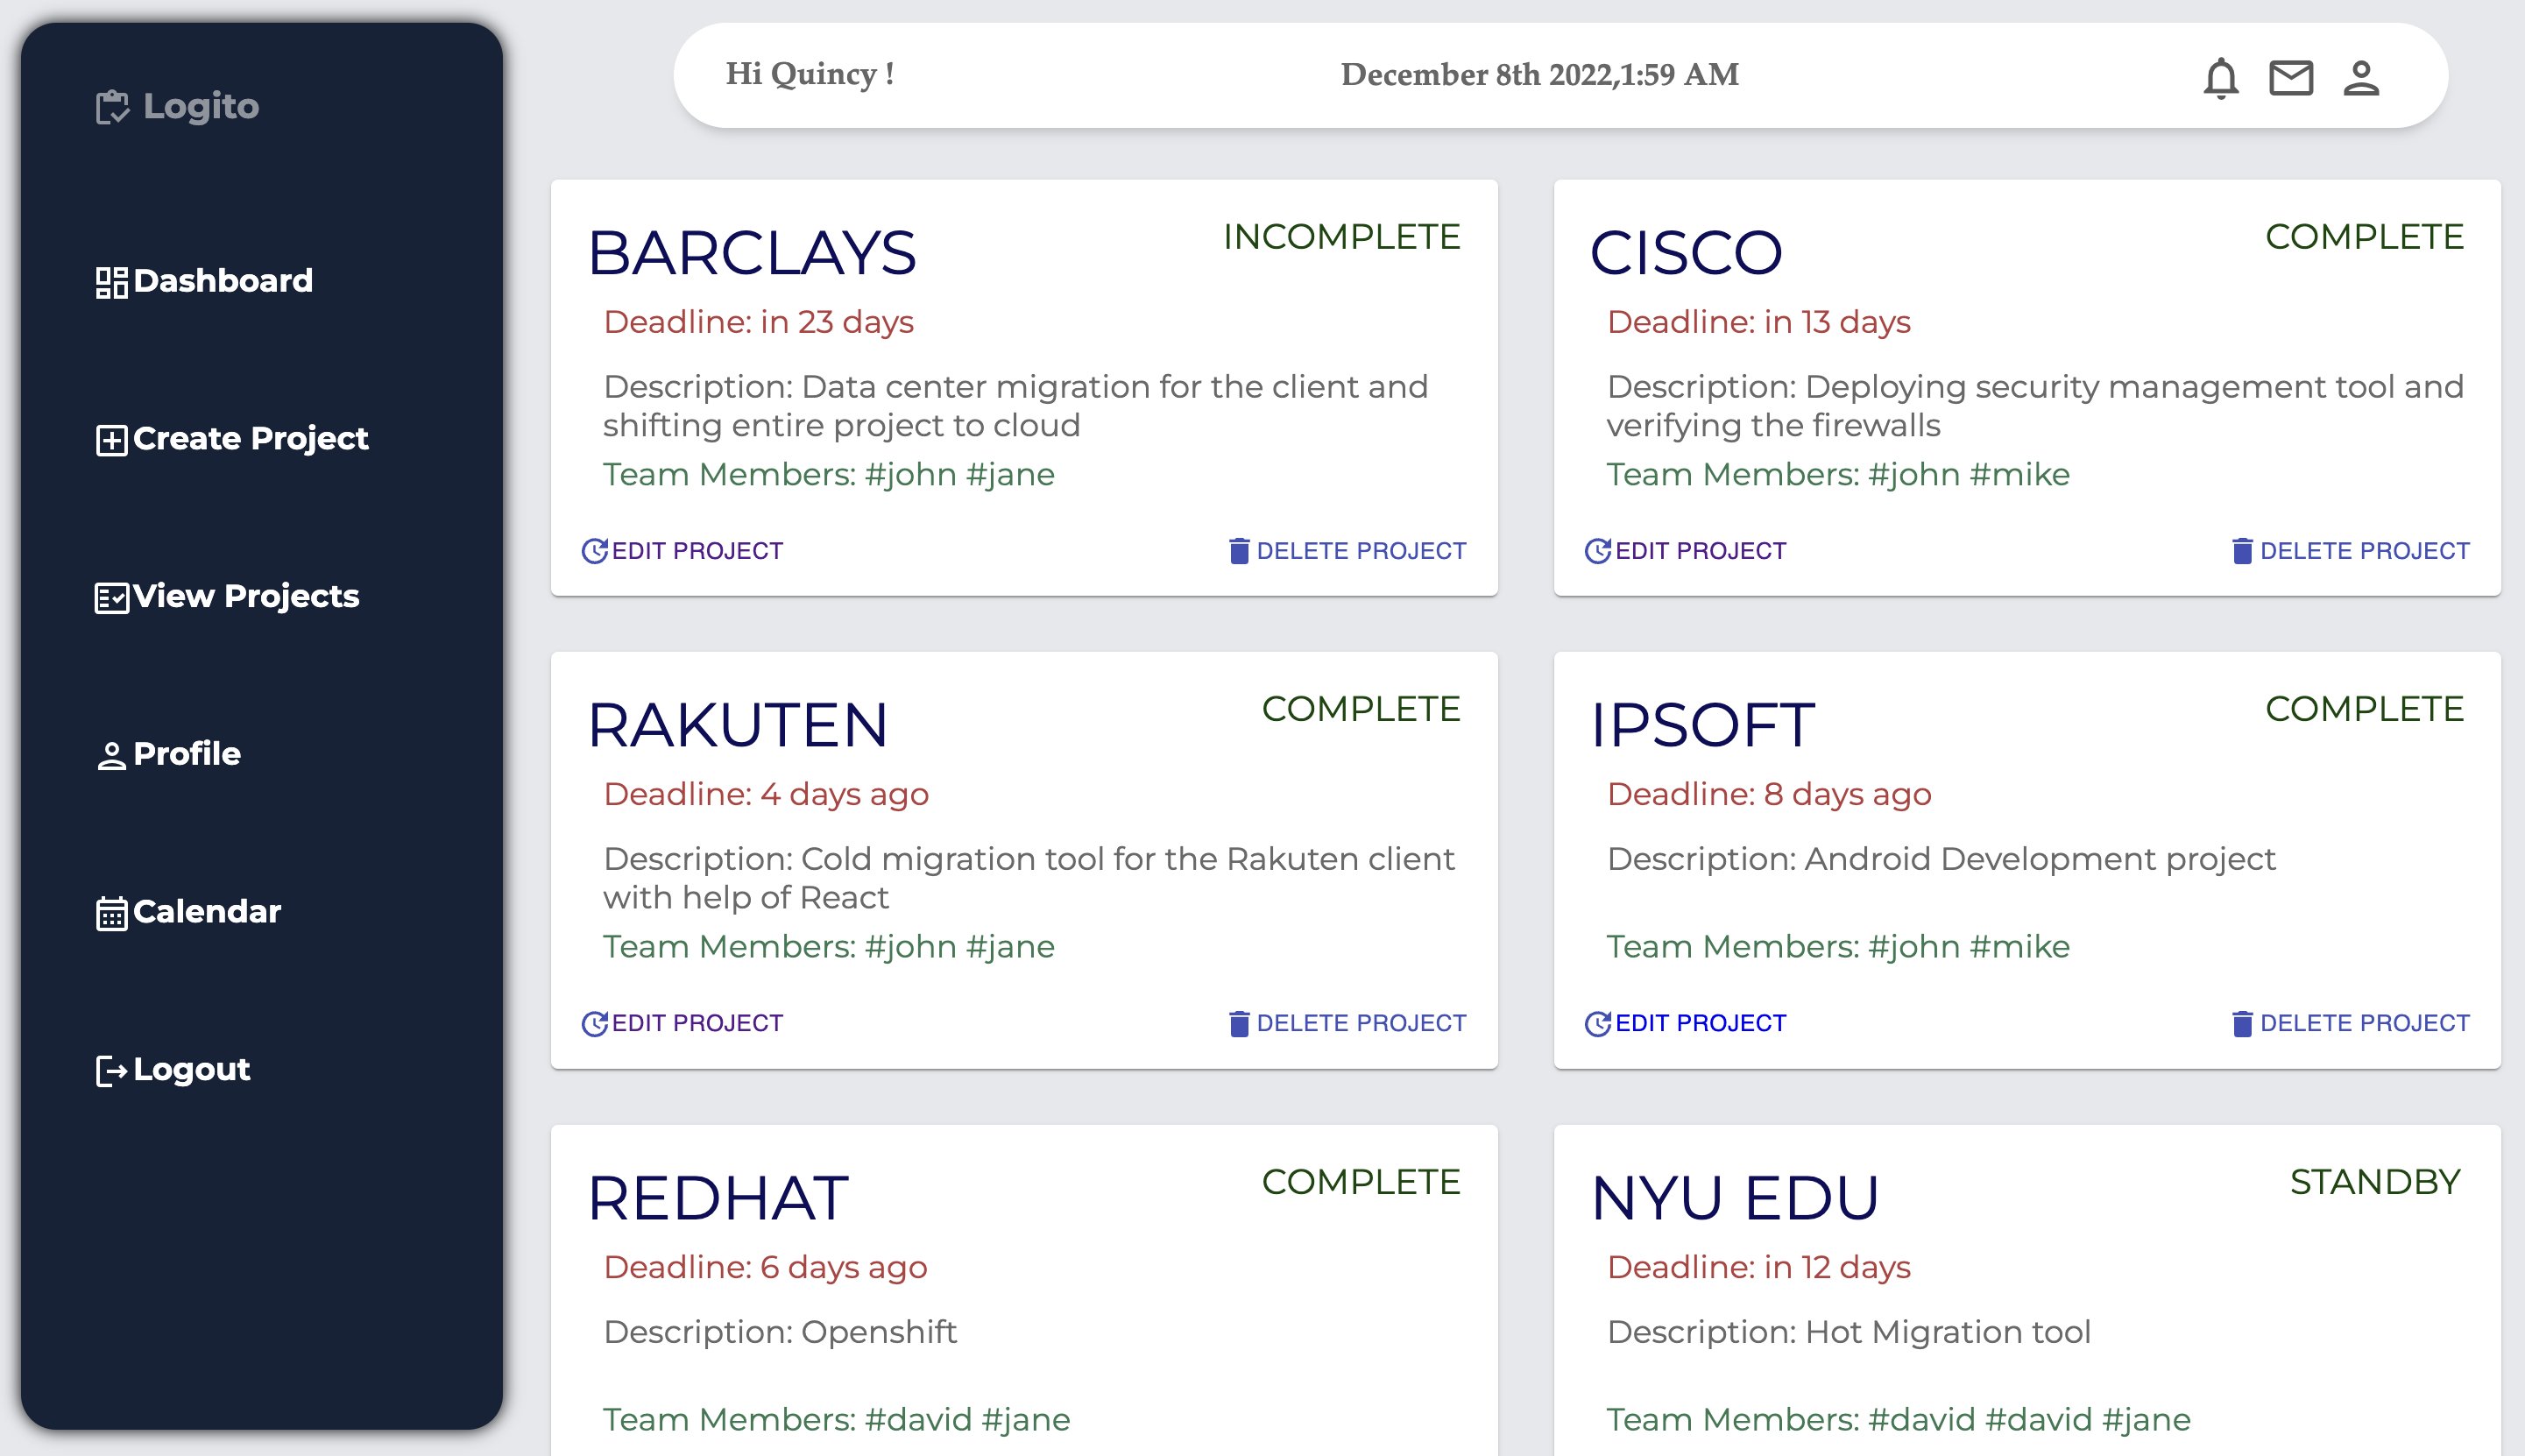 Logito
Dashboard
Create Project
View Projects
Profile
Calendar
Logout
Hi Quincy !
December 8th 2022,1:59 AM
BARCLAYS
INCOMPLETE
Deadline: in 23 days
Description: Data center migration for the client and
shifting entire project to cloud
Team Members: #john #jane
EDIT PROJECT
DELETE PROJECT
CISCO
COMPLETE
Deadline: in 13 days
Description: Deploying security management tool and
verifying the firewalls
Team Members: #john #mike
EDIT PROJECT
DELETE PROJECT
RAKUTEN
COMPLETE
Deadline: 4 days ago
Description: Cold migration tool for the Rakuten client
with help of React
Team Members: #john #jane
EDIT PROJECT
DELETE PROJECT
IPSOFT
COMPLETE
Deadline: 8 days ago
Description: Android Development project
Team Members: #john #mike
EDIT PROJECT
DELETE PROJECT
REDHAT
COMPLETE
Deadline: 6 days ago
Description: Openshift
Team Members: #david #jane
NYU EDU
STANDBY
Deadline: in 12 days
Description: Hot Migration tool
Team Members: #david #david #jane